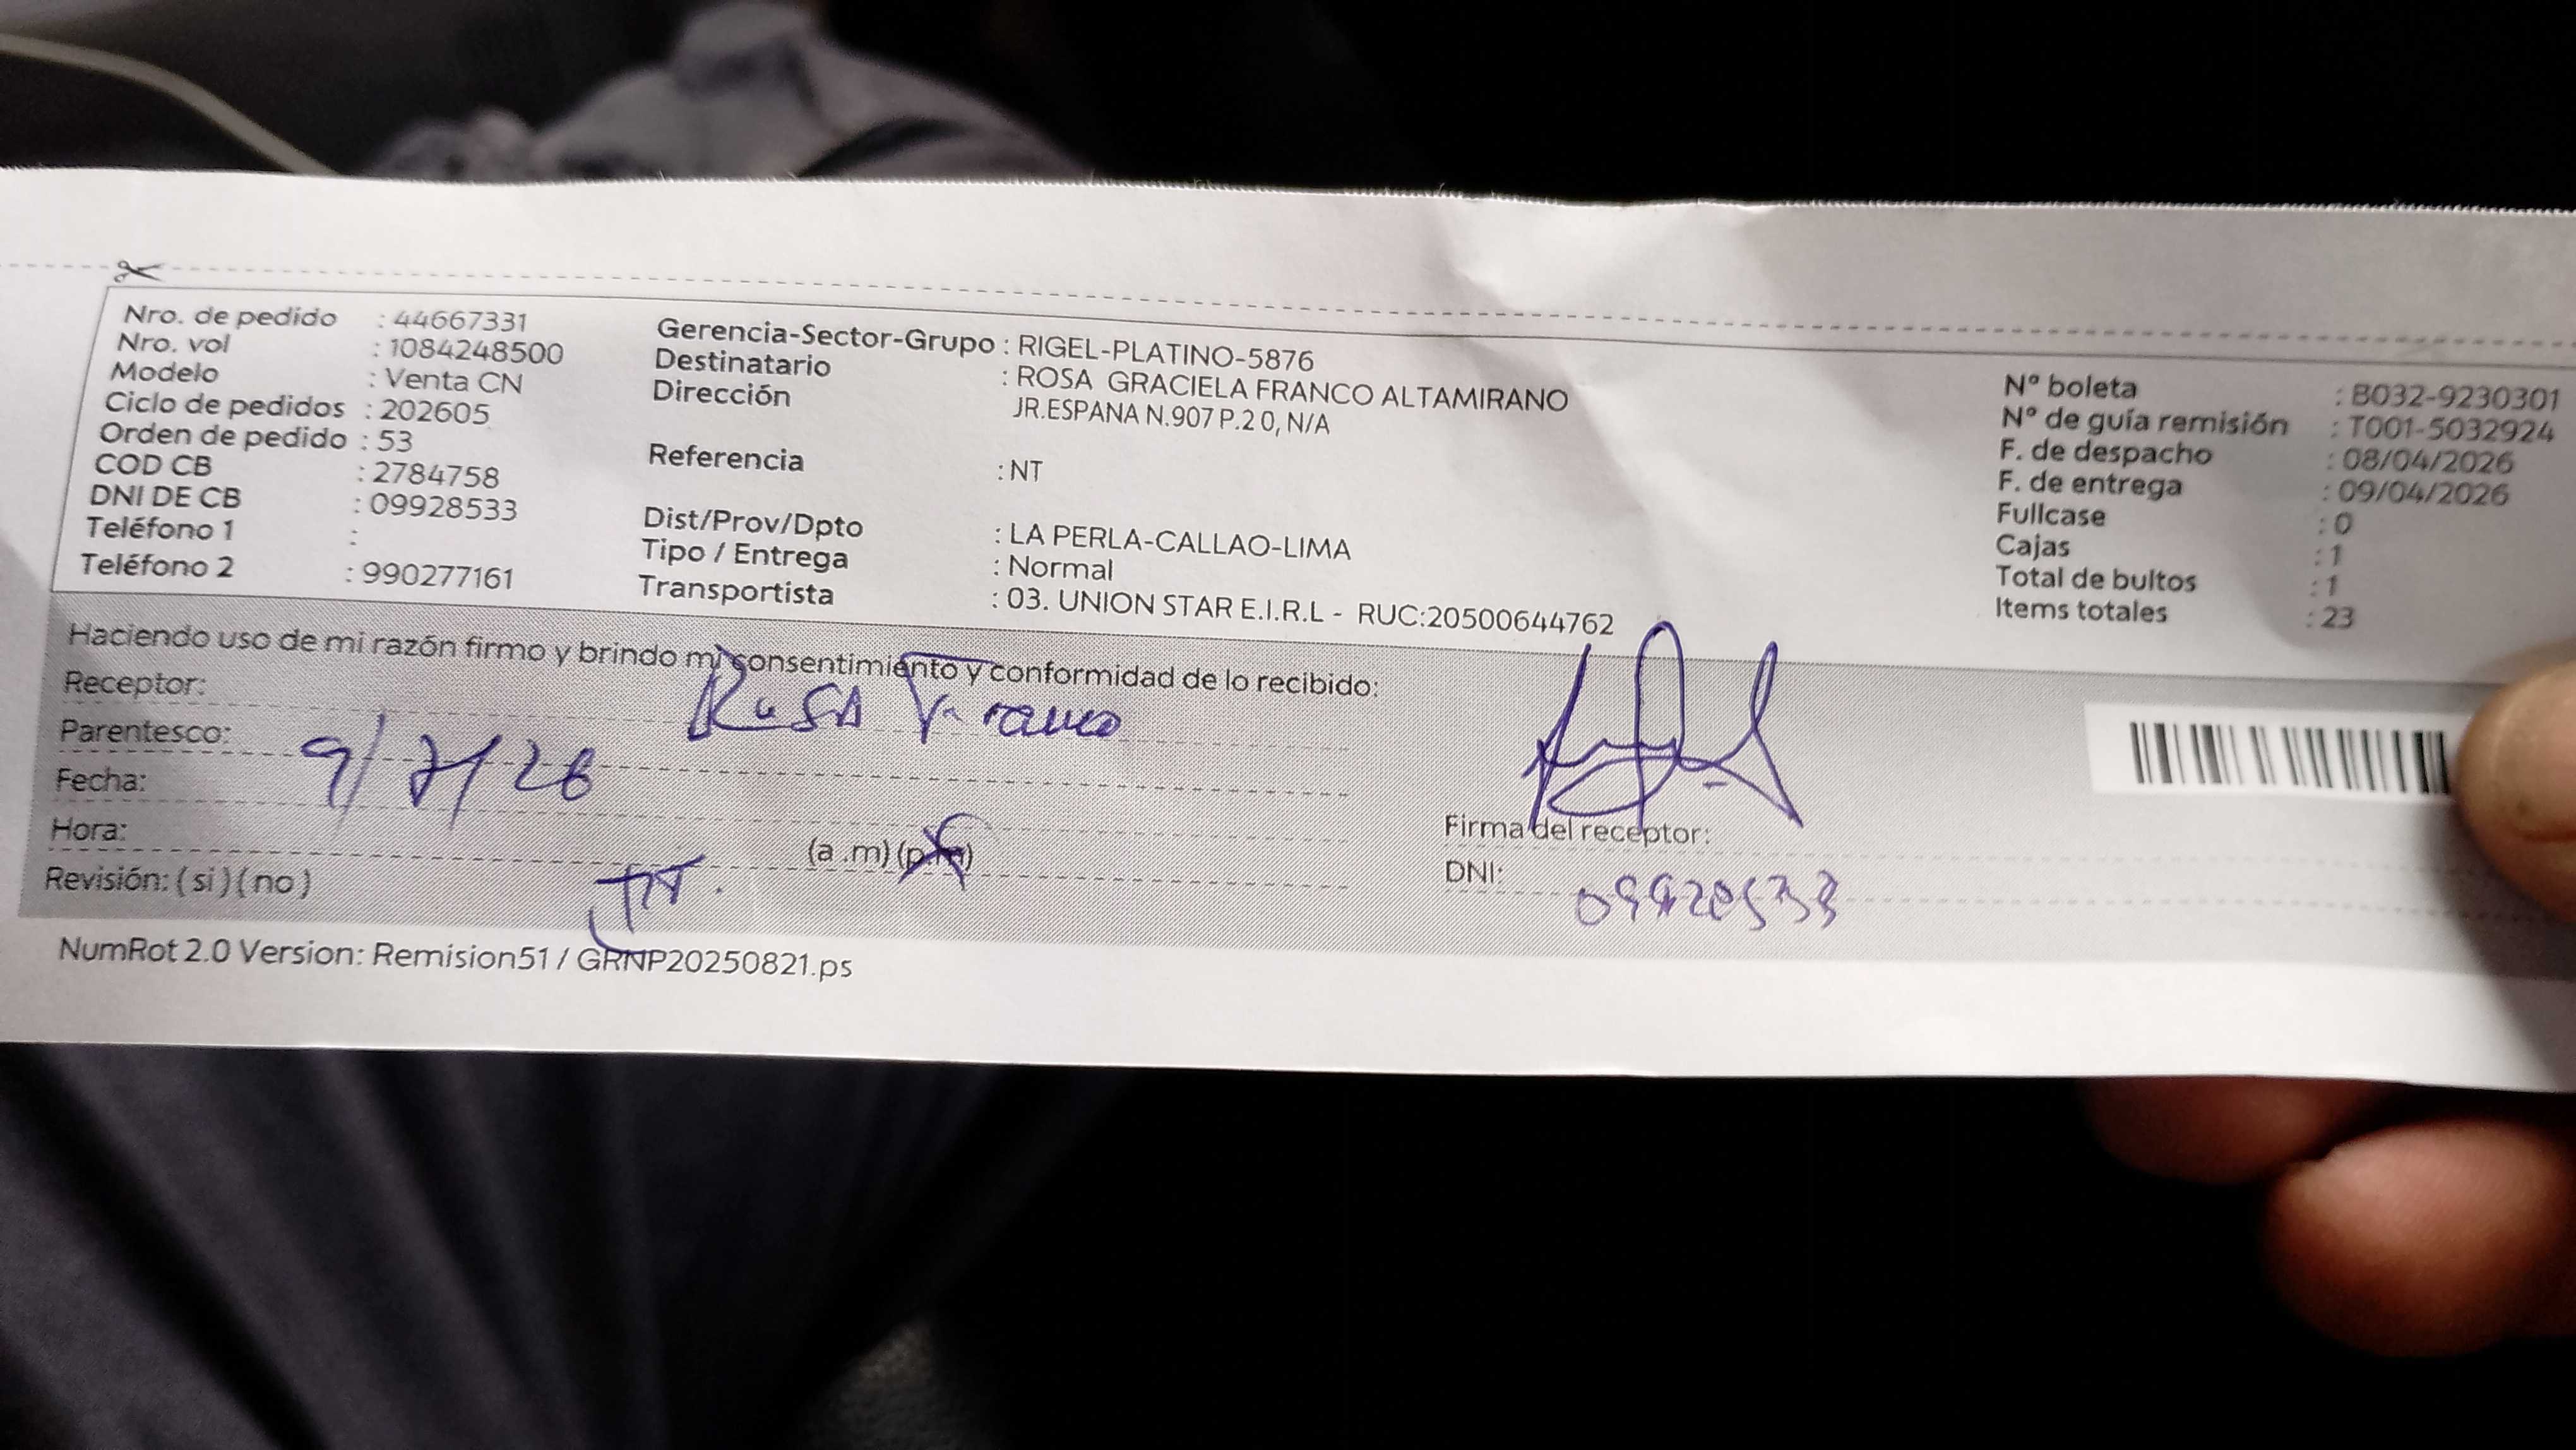 Nro. de pedido : 44667331
Nro. vol : 1084248500
Modelo : Venta CN
Ciclo de pedidos : 202605
Orden de pedido : 53
COD CB : 2784758
DNI DE CB : 09928533
Teléfono 1 :
Teléfono 2 : 990277161
Gerencia-Sector-Grupo : RIGEL-PLATINO-5876
Destinatario : ROSA GRACIELA FRANCO ALTAMIRANO
Dirección JR.ESPANA N.907 P.2 0, N/A
Referencia : NT
Dist/Prov/Dpto : LA PERLA-CALLAO-LIMA
Tipo / Entrega : Normal
Transportista : 03. UNION STAR E.I.R.L - RUC:20500644762
N° boleta : B032-9230301
N° de guía remisión : T001-5032924
F. de despacho : 08/04/2026
F. de entrega : 09/04/2026
Fullcase : 0
Cajas : 1
Total de bultos : 1
Items totales : 23
Haciendo uso de mi razón firmo y brindo mi consentimiento y conformidad de lo recibido:
Receptor: Rosa Franco
Parentesco:
Fecha:
Hora: (a .m) (p.m)
Revisión: ( si ) ( no )
Firma del receptor:
DNI: 09928533
NumRot 2.0 Version: Remision51 / GRNP20250821.ps